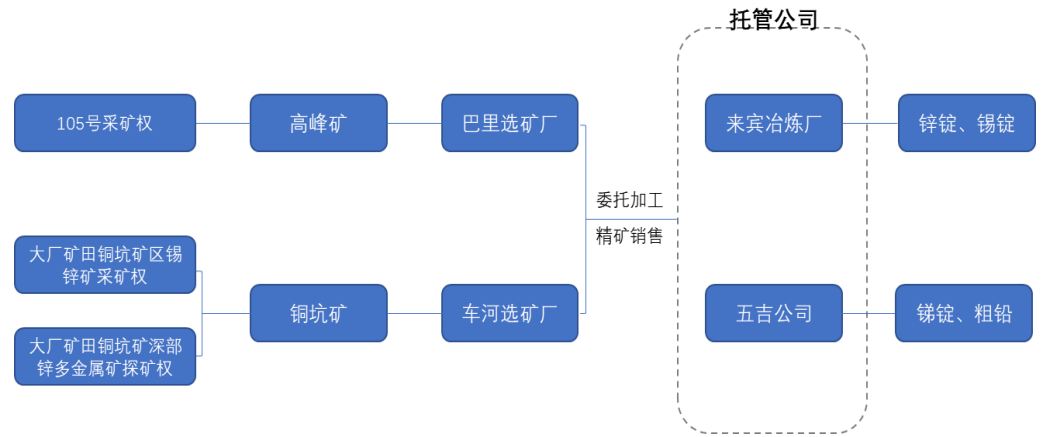 托管公司
105号采矿权
高峰矿
巴里选矿厂
来宾冶炼厂
锌锭、锡锭
委托加工
精矿销售
大厂矿田铜坑矿区锡
锌矿采矿权
铜坑矿
车河选矿厂
五吉公司
锑锭、粗铅
大厂矿田铜坑矿深部
锌多金属矿探矿权